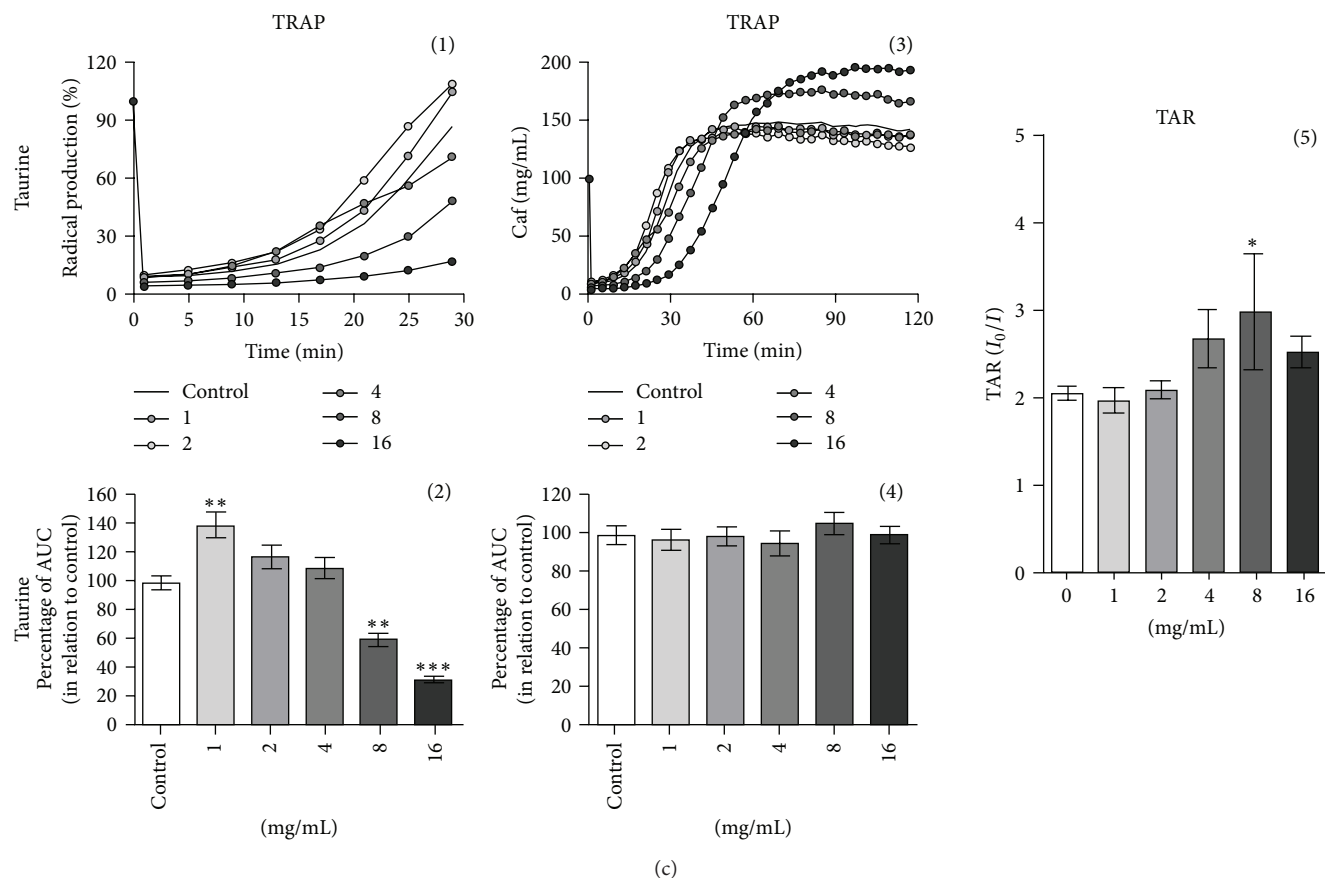 TRAP
(1)
Taurine
Radical production (%)
120
90
60
30
0
0 5 10 15 20 25 30
Time (min)
Control
1
2
4
8
16
TRAP
(3)
Caf (mg/mL)
200
150
100
50
0
0 30 60 90 120
Time (min)
Control
1
2
4
8
16
TAR
(5)
TAR (I0/I)
5
4
3
2
1
0
*
0 1 2 4 8 16
(mg/mL)
(2)
Taurine
Percentage of AUC
(in relation to control)
160
140
120
100
80
60
40
20
0
**
**
***
Control 1 2 4 8 16
(mg/mL)
(4)
Percentage of AUC
(in relation to control)
120
100
80
60
40
20
0
Control 1 2 4 8 16
(mg/mL)
(c)